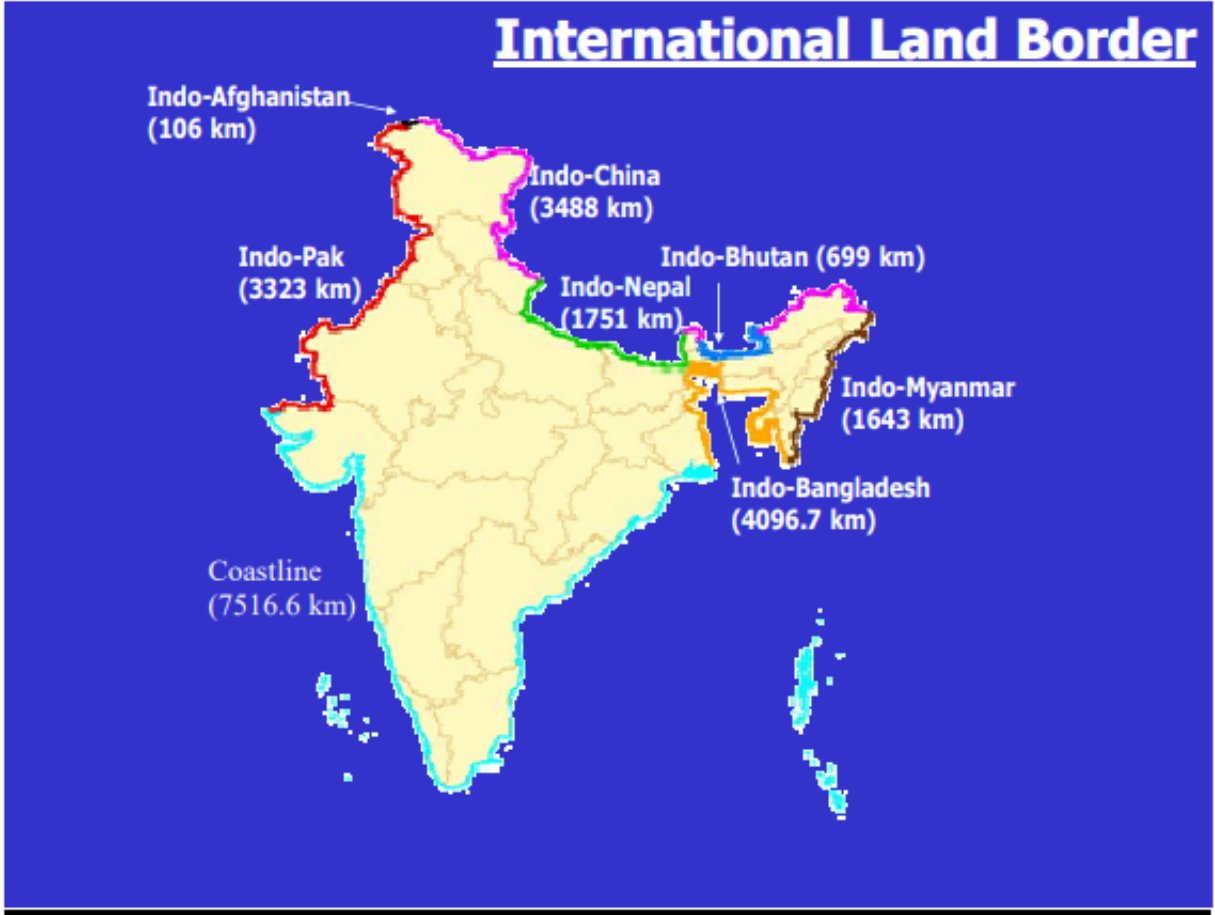 International Land Border
Indo-Afghanistan
(106 km)
Indo-China
(3488 km)
Indo-Pak
(3323 km)
Indo-Bhutan (699 km)
Indo-Nepal
(1751 km)
Indo-Myanmar
(1643 km)
Indo-Bangladesh
(4096.7 km)
Coastline
(7516.6 km)